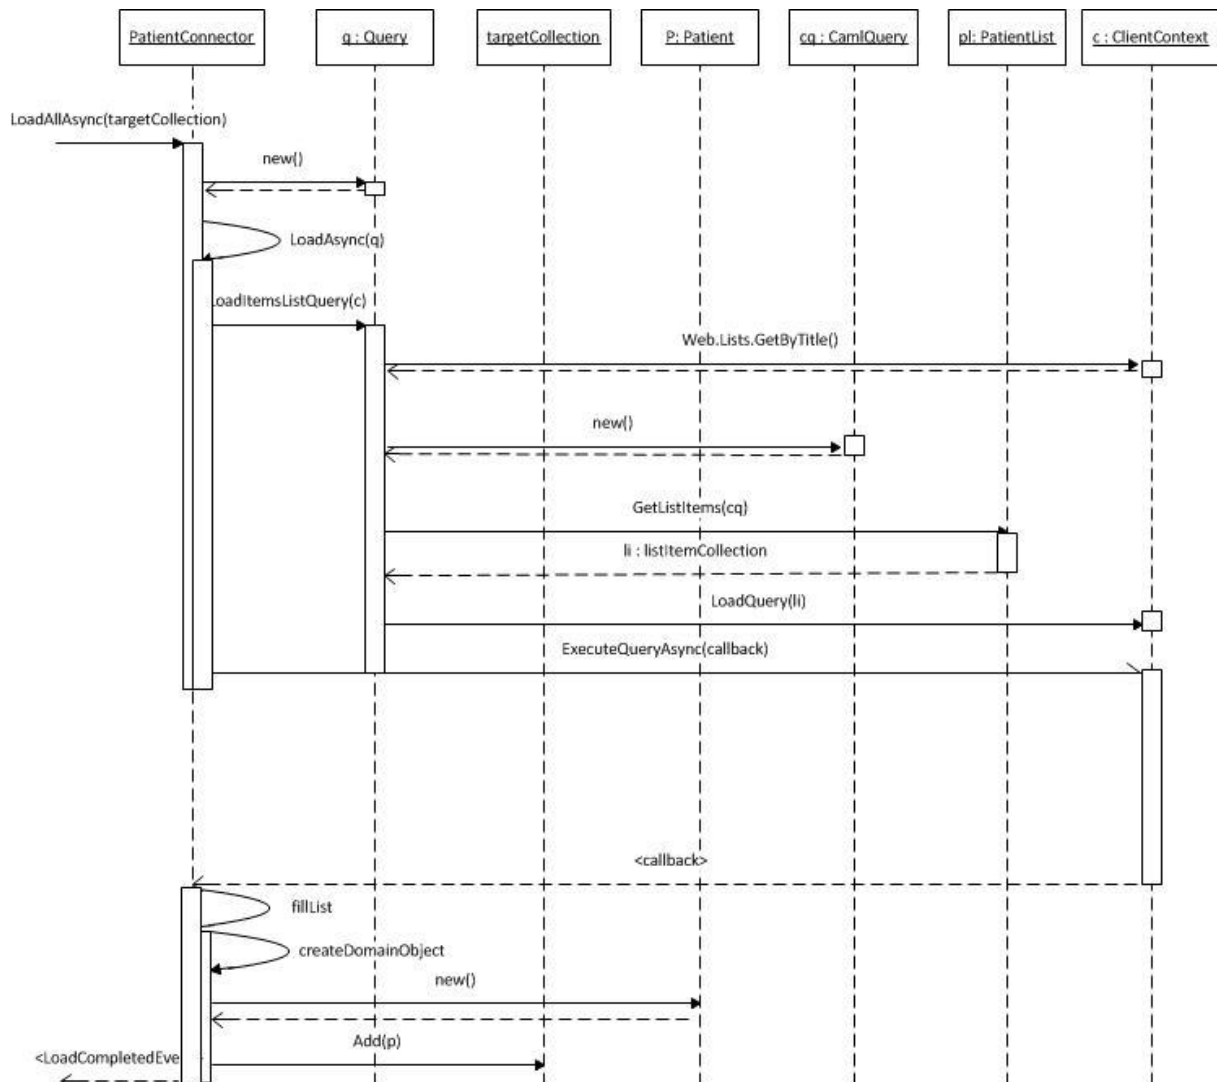 PatientConnector
q : Query
targetCollection
P: Patient
cq : CamlQuery
pl: PatientList
c : ClientContext
LoadAllAsync(targetCollection)
new()
LoadAsync(q)
LoadItemsListQuery(c)
Web.Lists.GetByTitle()
new()
GetListItems(cq)
li : listItemCollection
LoadQuery(li)
ExecuteQueryAsync(callback)
<callback>
fillList
createDomainObject
new()
Add(p)
<LoadCompletedEve